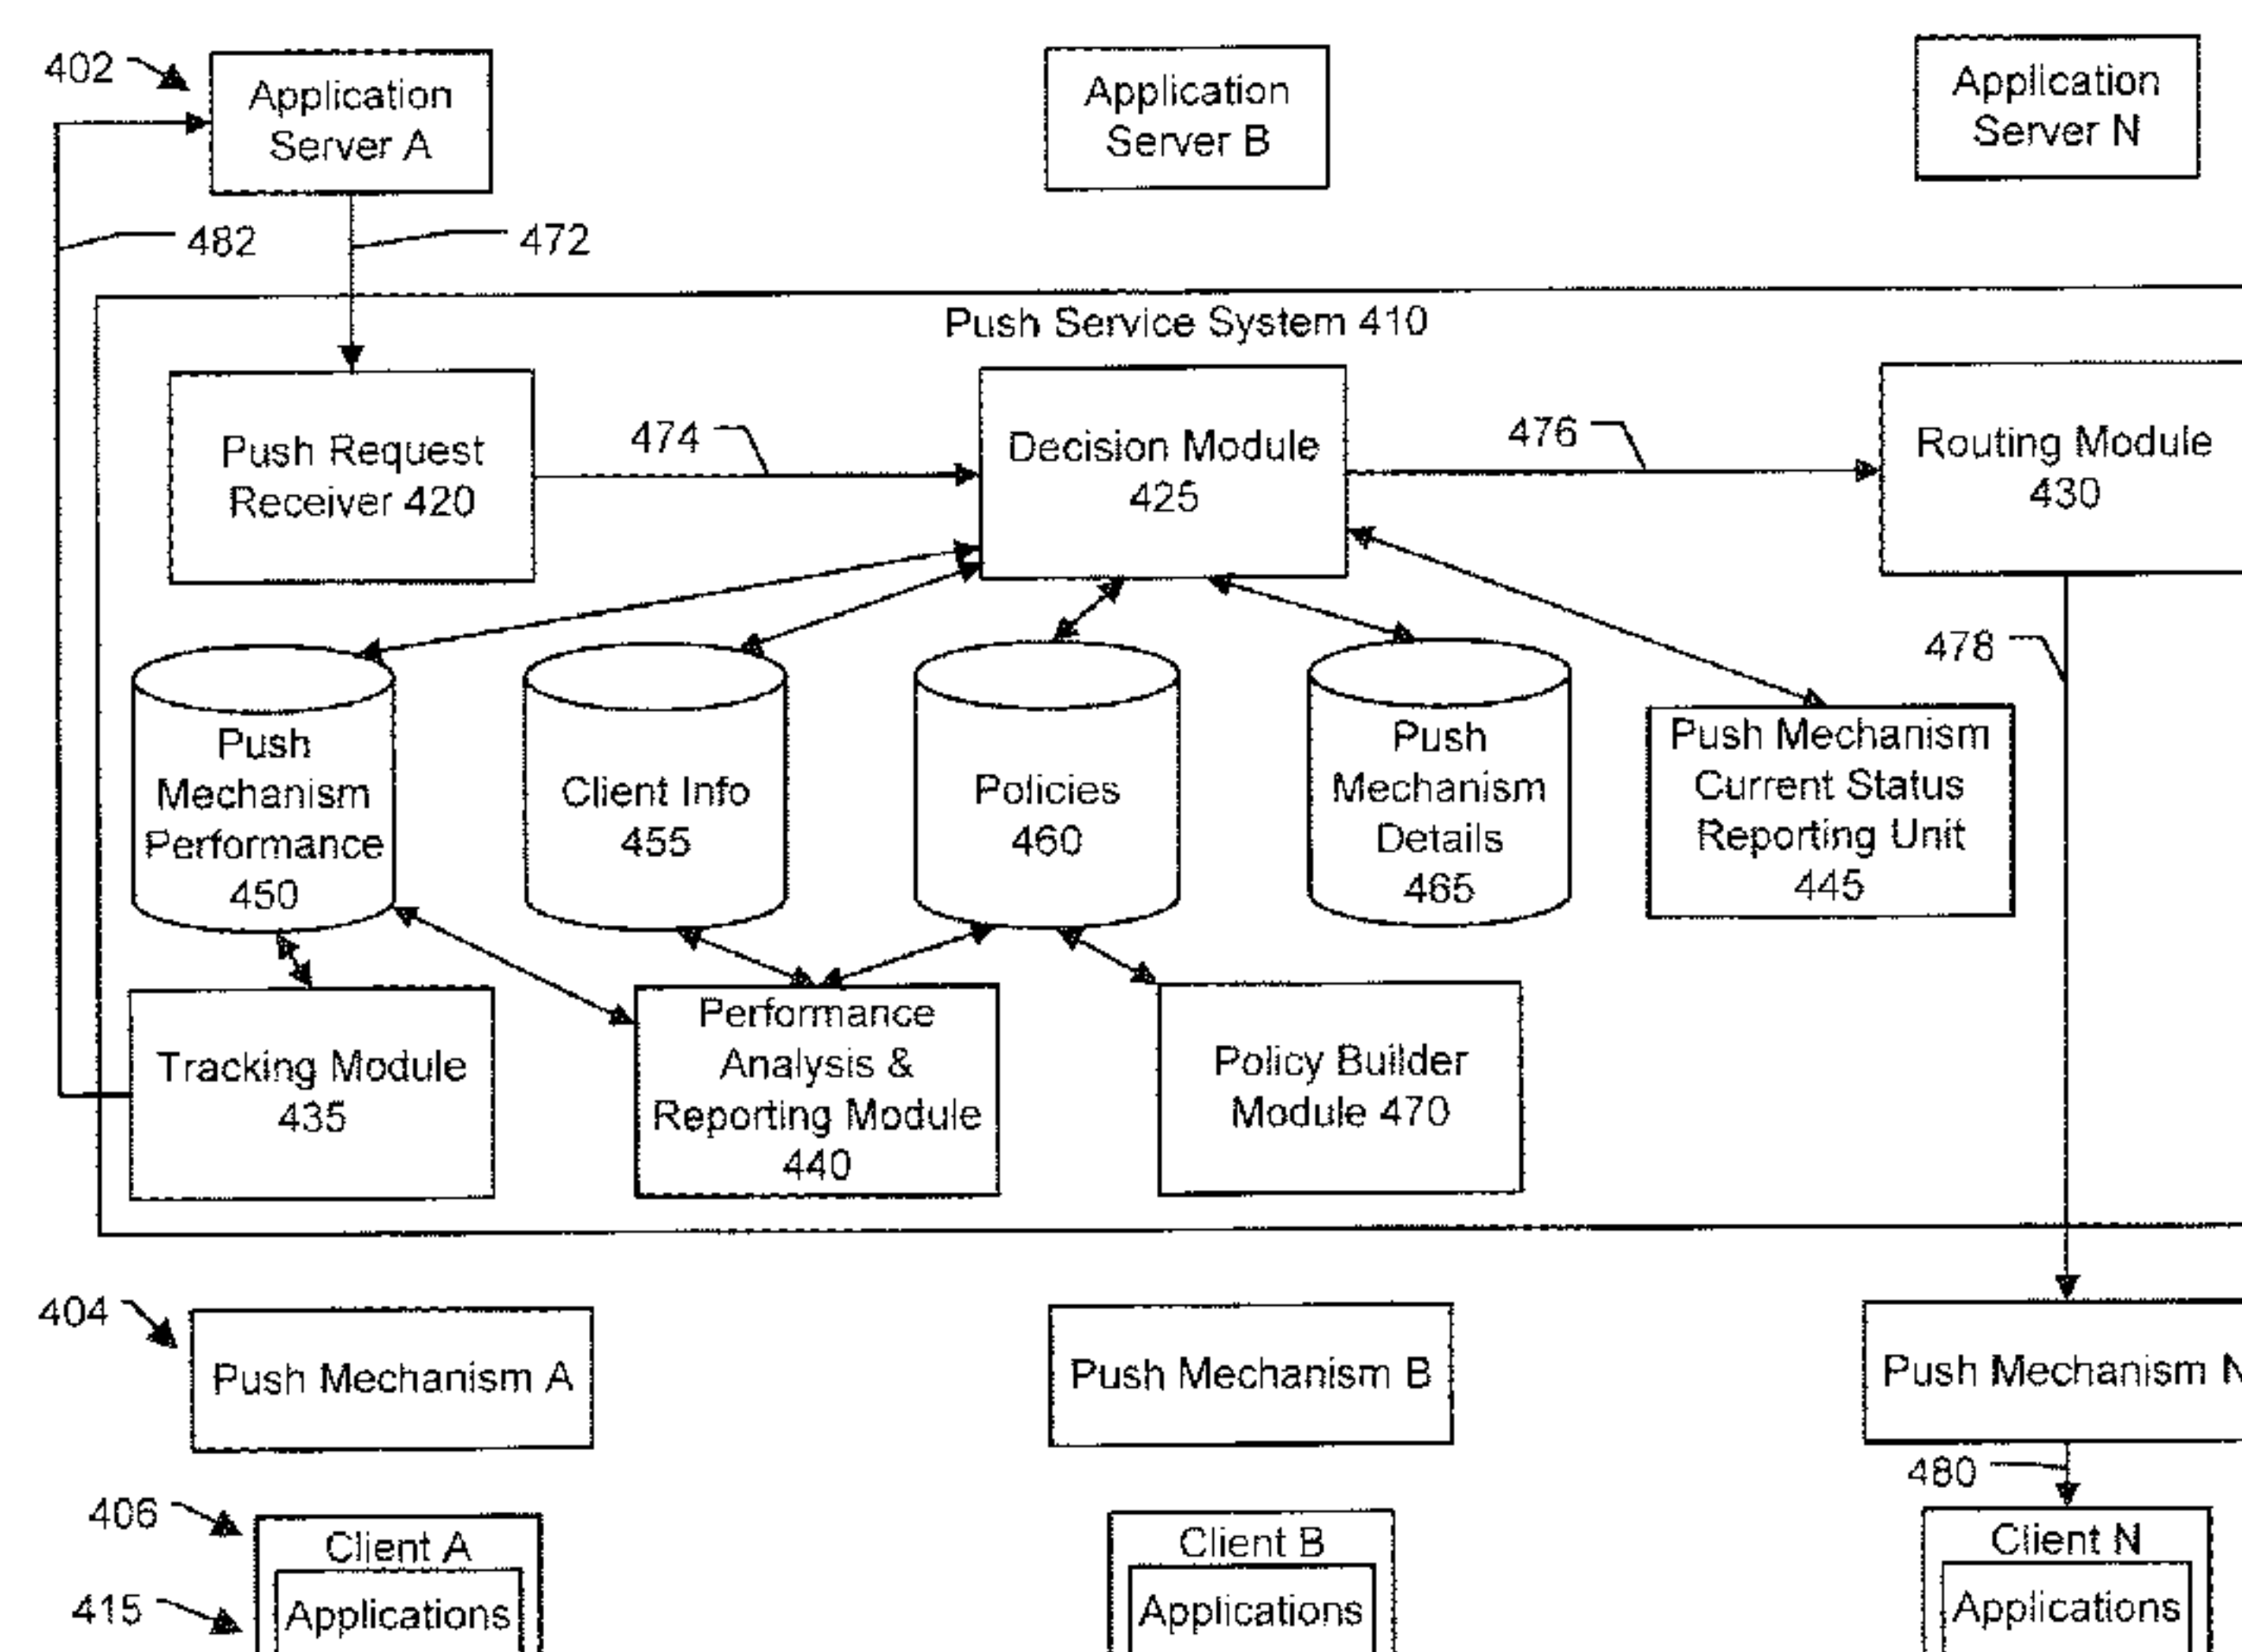 402
Application
Server A
Application
Server B
Application
Server N
482
472
Push Service System 410
Push Request
Receiver 420
474
Decision Module
425
476
Routing Module
430
478
Push
Mechanism
Performance
450
Client Info
455
Policies
460
Push
Mechanism
Details
465
Push Mechanism
Current Status
Reporting Unit
445
Tracking Module
435
Performance
Analysis &
Reporting Module
440
Policy Builder
Module 470
404
Push Mechanism A
Push Mechanism B
Push Mechanism N
480
406
Client A
Client B
Client N
415
Applications
Applications
Applications